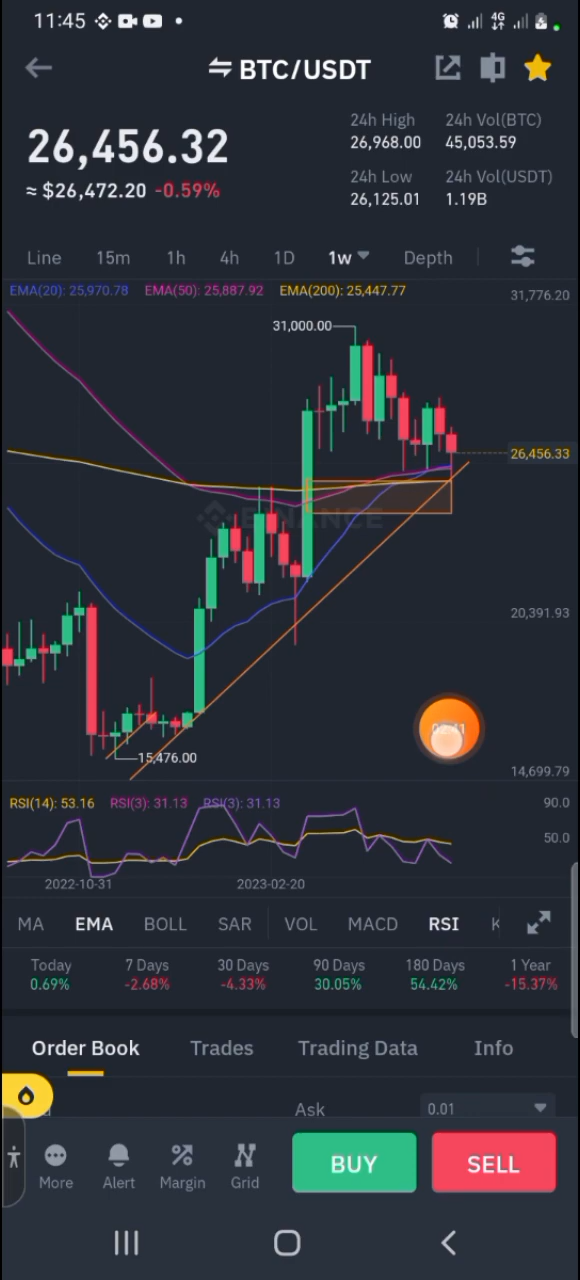 11:45
4G
BTC/USDT
26,456.32
≈ $26,472.20 -0.59%
24h High
26,968.00
24h Vol(BTC)
45,053.59
24h Low
26,125.01
24h Vol(USDT)
1.19B
Line 15m 1h 4h 1D 1w Depth
EMA(20): 25,970.78 EMA(50): 25,887.92 EMA(200): 25,447.77
31,776.20
31,000.00
26,456.33
BINANCE
20,391.93
15,476.00
14,699.79
RSI(14): 53.16 RSI(3): 31.13 RSI(3): 31.13
90.0
50.0
2022-10-31 2023-02-20
MA EMA BOLL SAR VOL MACD RSI K
Today 7 Days 30 Days 90 Days 180 Days 1 Year
0.69% -2.68% -4.33% 30.05% 54.42% -15.37%
Order Book Trades Trading Data Info
Ask 0.01
More Alert Margin Grid
BUY SELL